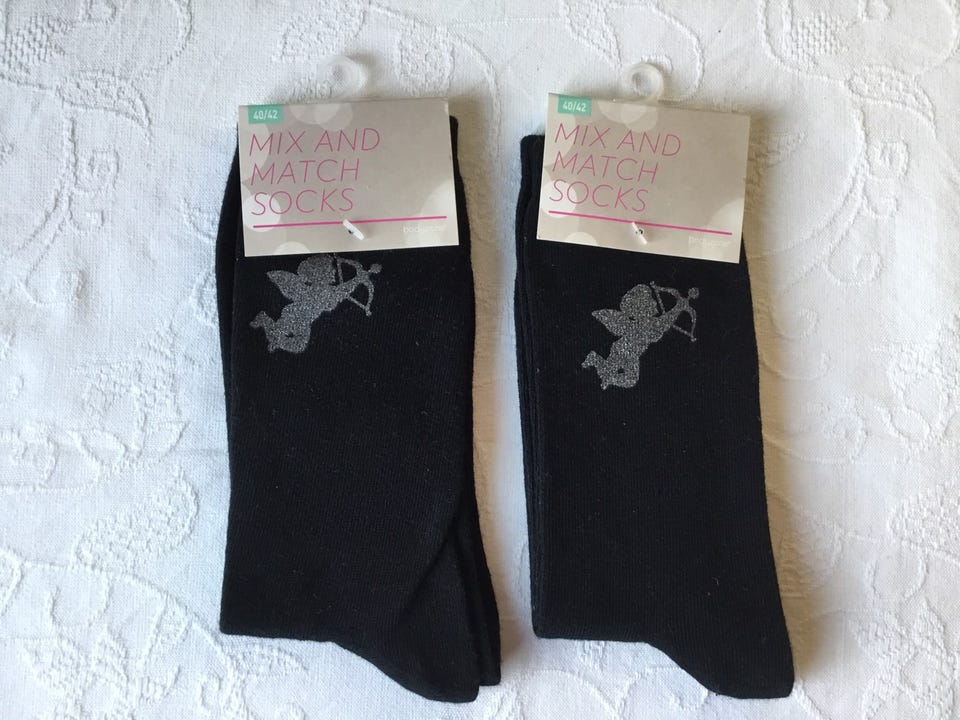 40/42
MIX AND
MATCH
SOCKS
40/42
MIX AND
MATCH
SOCKS